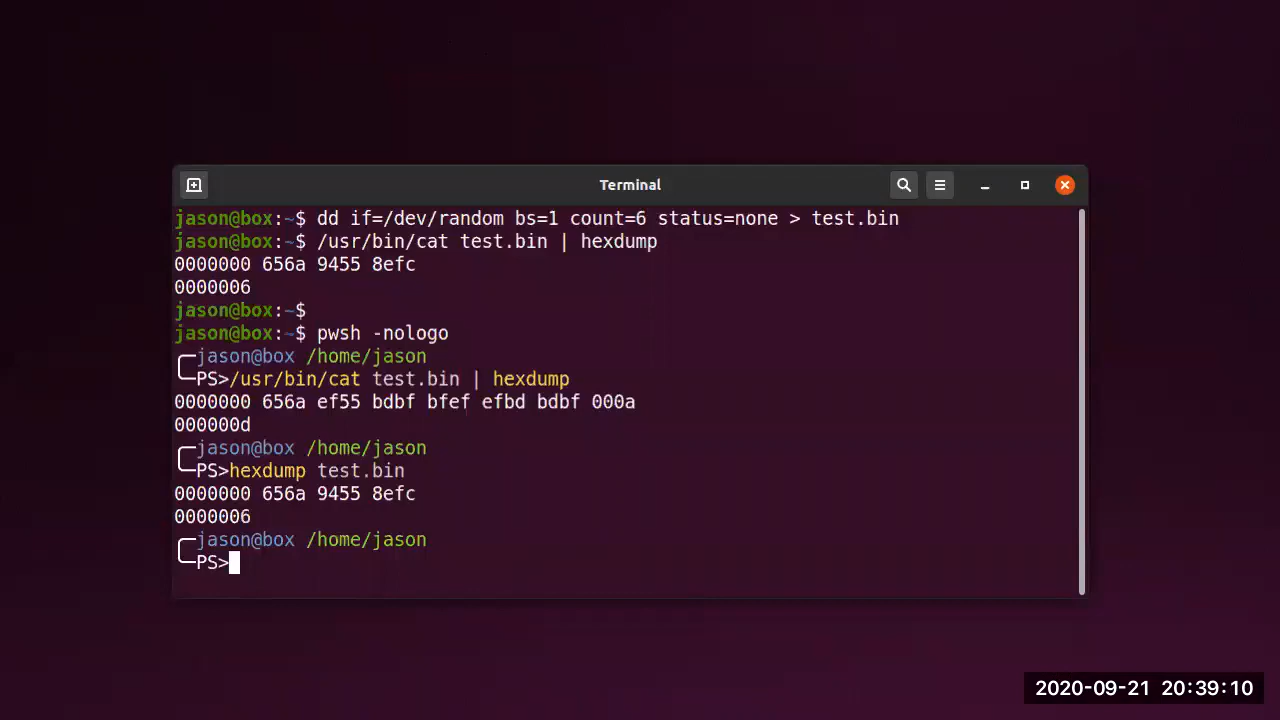 Terminal
jason@box:~$ dd if=/dev/random bs=1 count=6 status=none > test.bin
jason@box:~$ /usr/bin/cat test.bin | hexdump
0000000 656a 9455 8efc
0000006
jason@box:~$
jason@box:~$ pwsh -nologo
jason@box /home/jason
PS>/usr/bin/cat test.bin | hexdump
0000000 656a ef55 bdbf bfef efbd bdbf 000a
000000d
jason@box /home/jason
PS>hexdump test.bin
0000000 656a 9455 8efc
0000006
jason@box /home/jason
PS>
2020-09-21 20:39:10